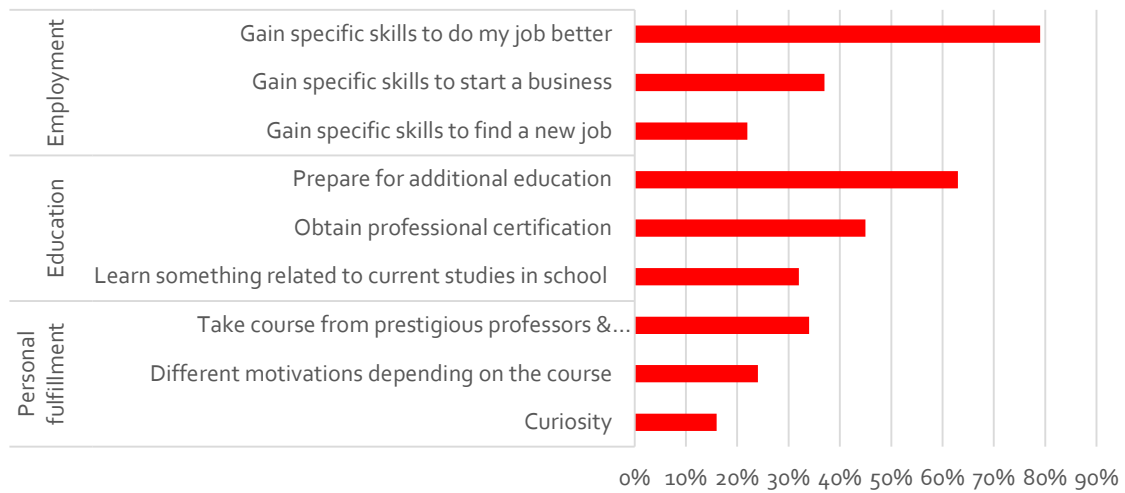 Employment
Gain specific skills to do my job better
Gain specific skills to start a business
Gain specific skills to find a new job
Education
Prepare for additional education
Obtain professional certification
Learn something related to current studies in school
Personal
fulfillment
Take course from prestigious professors &...
Different motivations depending on the course
Curiosity
0% 10% 20% 30% 40% 50% 60% 70% 80% 90%